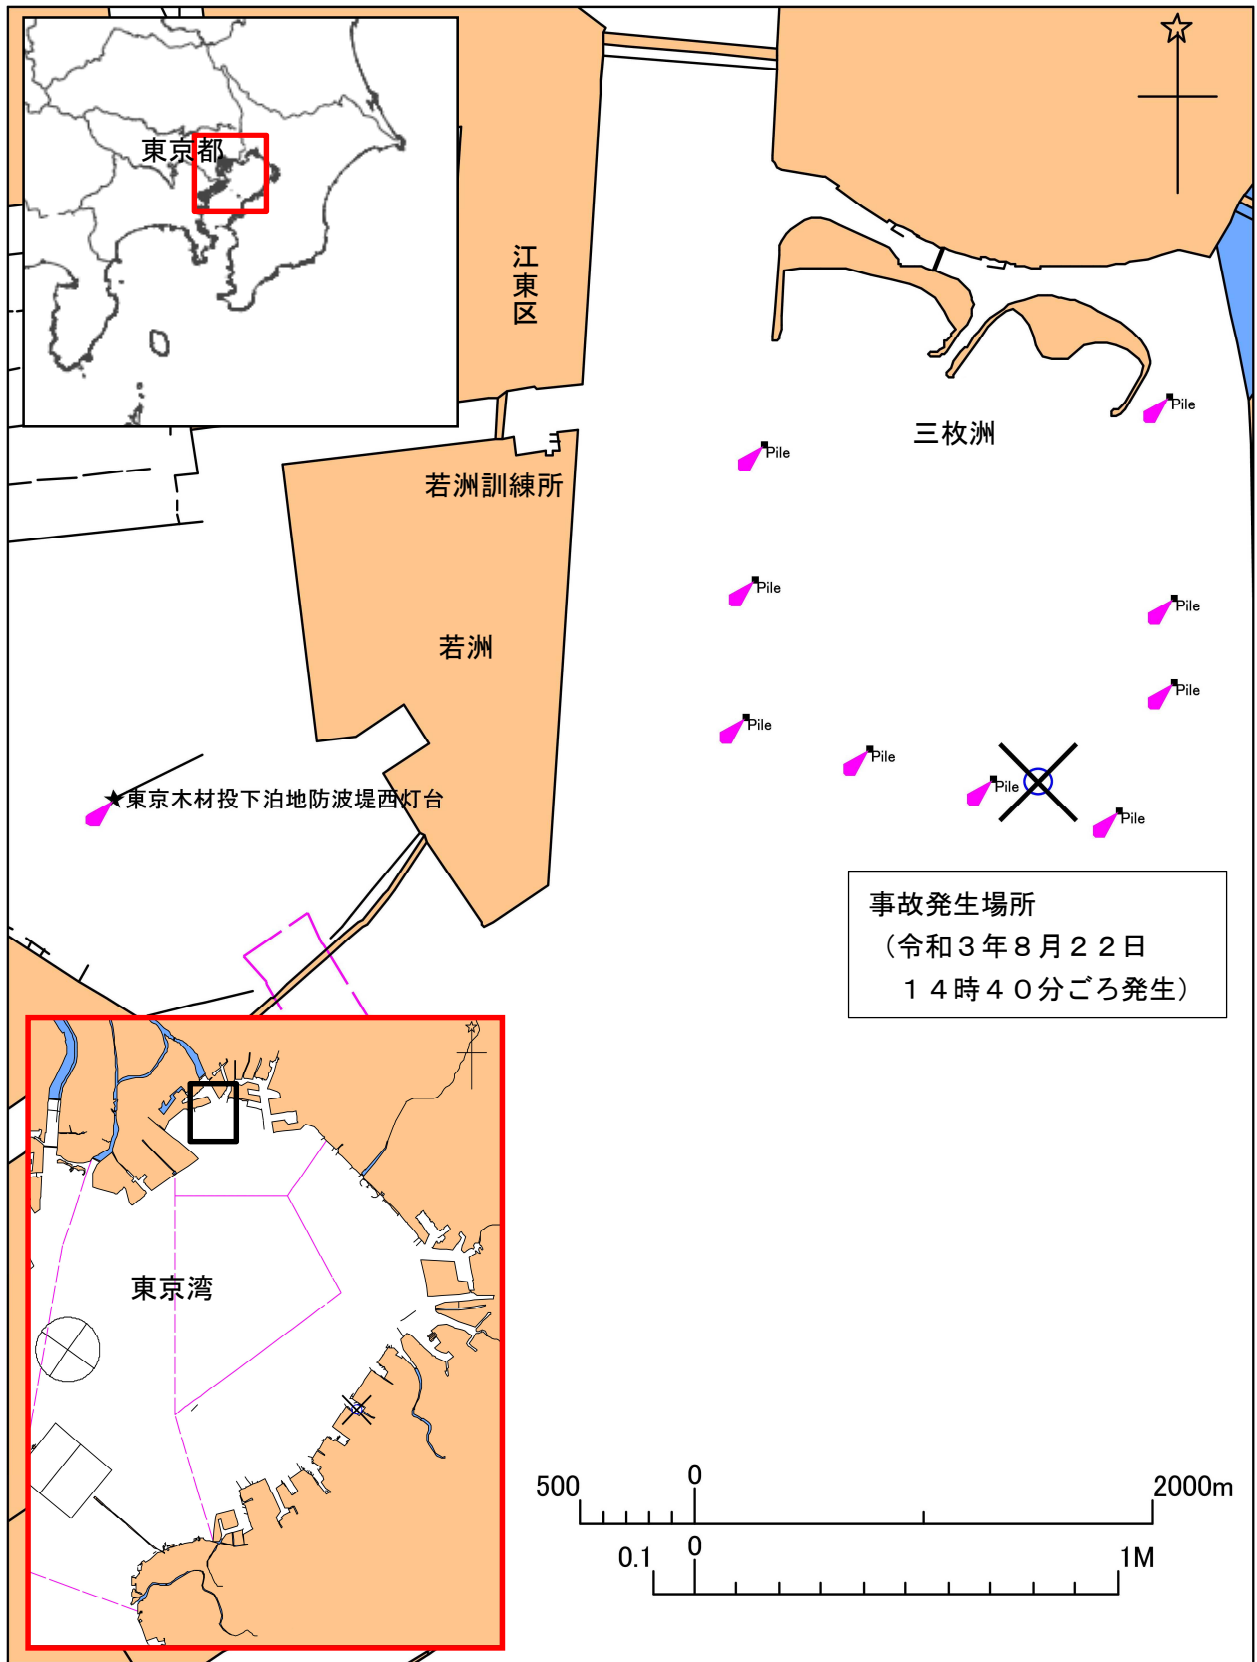 東京都
江東区
三枚洲
Pile
Pile
若洲訓練所
Pile
Pile
若洲
Pile
Pile
Pile
Pile
東京木材投下泊地防波堤西灯台
Pile
事故発生場所
（令和３年８月２２日
１４時４０分ごろ発生）
東京湾
500 0 2000m
0.1 0 1M